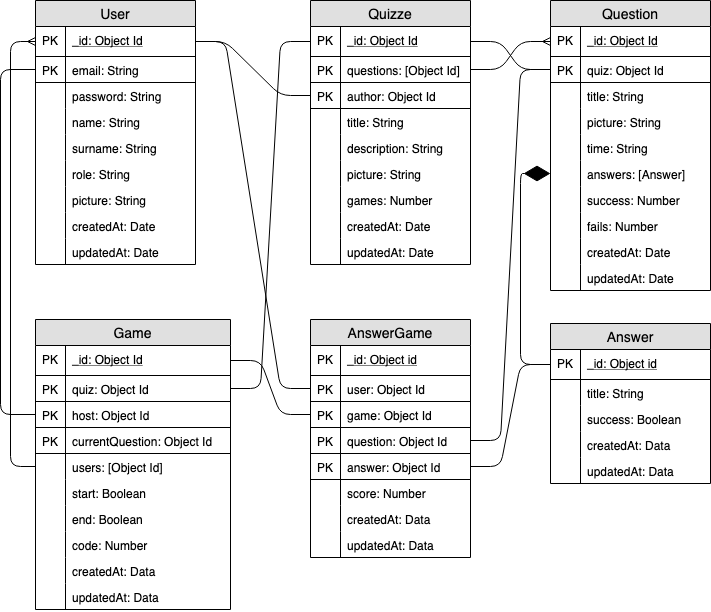 User
PK _id: Object Id
PK email: String
password: String
name: String
surname: String
role: String
picture: String
createdAt: Date
updatedAt: Date
Quizze
PK _id: Object Id
PK questions: [Object Id]
PK author: Object Id
title: String
description: String
picture: String
games: Number
createdAt: Date
updatedAt: Date
Question
PK _id: Object Id
PK quiz: Object Id
title: String
picture: String
time: String
answers: [Answer]
success: Number
fails: Number
createdAt: Date
updatedAt: Date
Game
PK _id: Object Id
PK quiz: Object Id
PK host: Object Id
PK currentQuestion: Object Id
users: [Object Id]
start: Boolean
end: Boolean
code: Number
createdAt: Data
updatedAt: Data
AnswerGame
PK _id: Object id
PK user: Object Id
PK game: Object Id
PK question: Object Id
PK answer: Object Id
score: Number
createdAt: Data
updatedAt: Data
Answer
PK _id: Object id
title: String
success: Boolean
createdAt: Data
updatedAt: Data